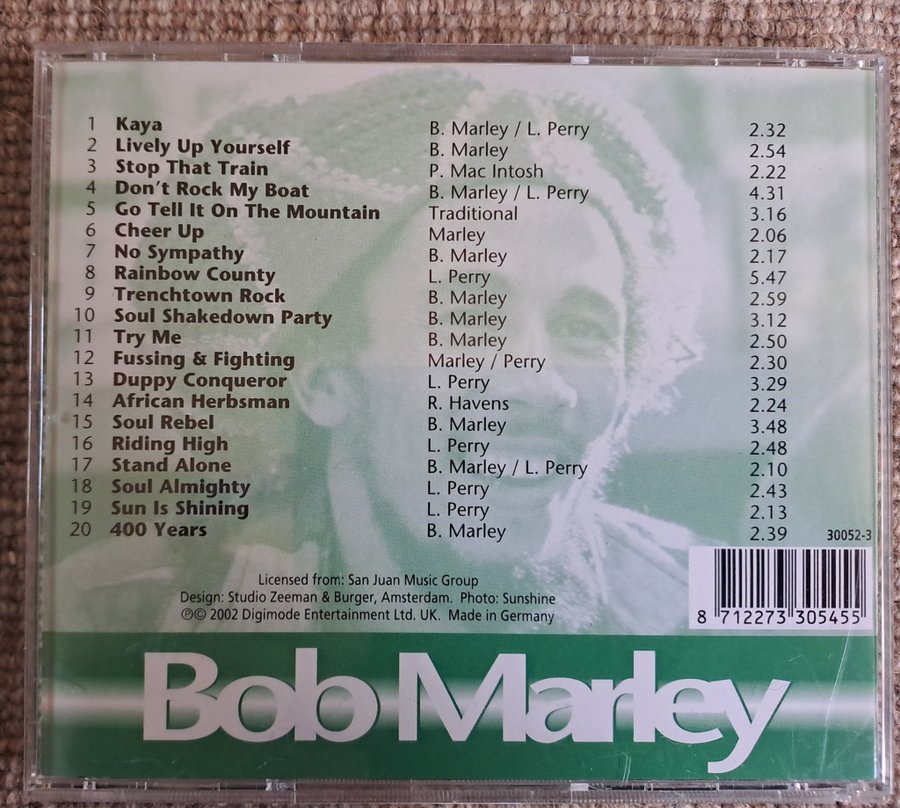 1 Kaya B. Marley / L. Perry 2.32
2 Lively Up Yourself B. Marley 2.54
3 Stop That Train P. Mac Intosh 2.22
4 Don't Rock My Boat B. Marley / L. Perry 4.31
5 Go Tell It On The Mountain Traditional 3.16
6 Cheer Up Marley 2.06
7 No Sympathy B. Marley 2.17
8 Rainbow County L. Perry 5.47
9 Trenchtown Rock B. Marley 2.59
10 Soul Shakedown Party B. Marley 3.12
11 Try Me B. Marley 2.50
12 Fussing & Fighting Marley / Perry 2.30
13 Duppy Conqueror L. Perry 3.29
14 African Herbsman R. Havens 2.24
15 Soul Rebel B. Marley 3.48
16 Riding High L. Perry 2.48
17 Stand Alone B. Marley / L. Perry 2.10
18 Soul Almighty L. Perry 2.43
19 Sun Is Shining L. Perry 2.13
20 400 Years B. Marley 2.39
30052-3
Licensed from: San Juan Music Group
Design: Studio Zeeman & Burger, Amsterdam. Photo: Sunshine
℗© 2002 Digimode Entertainment Ltd. UK. Made in Germany
8 712273 305455
Bob Marley